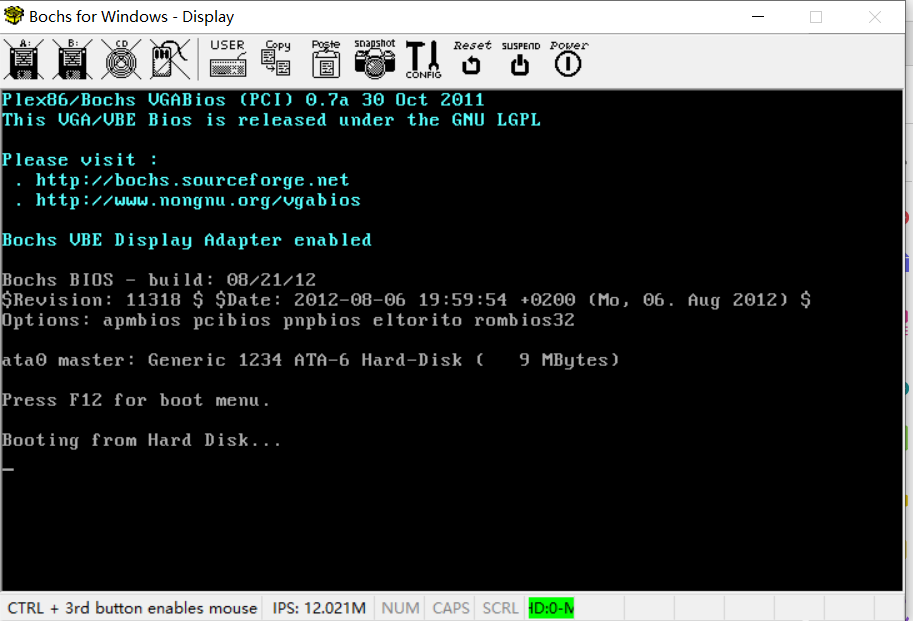 Bochs for Windows - Display
A: B: CD USER Copy Paste snapshot CONFIG Reset SUSPEND Power
Plex86/Bochs VGABios (PCI) 0.7a 30 Oct 2011
This VGA/VBE Bios is released under the GNU LGPL
Please visit :
. http://bochs.sourceforge.net
. http://www.nongnu.org/vgabios
Bochs VBE Display Adapter enabled
Bochs BIOS - build: 08/21/12
$Revision: 11318 $ $Date: 2012-08-06 19:59:54 +0200 (Mo, 06. Aug 2012) $
Options: apmbios pcibios pnpbios eltorito rombios32
ata0 master: Generic 1234 ATA-6 Hard-Disk (   9 MBytes)
Press F12 for boot menu.
Booting from Hard Disk...
_
CTRL + 3rd button enables mouse IPS: 12.021M NUM CAPS SCRL HD:0-M